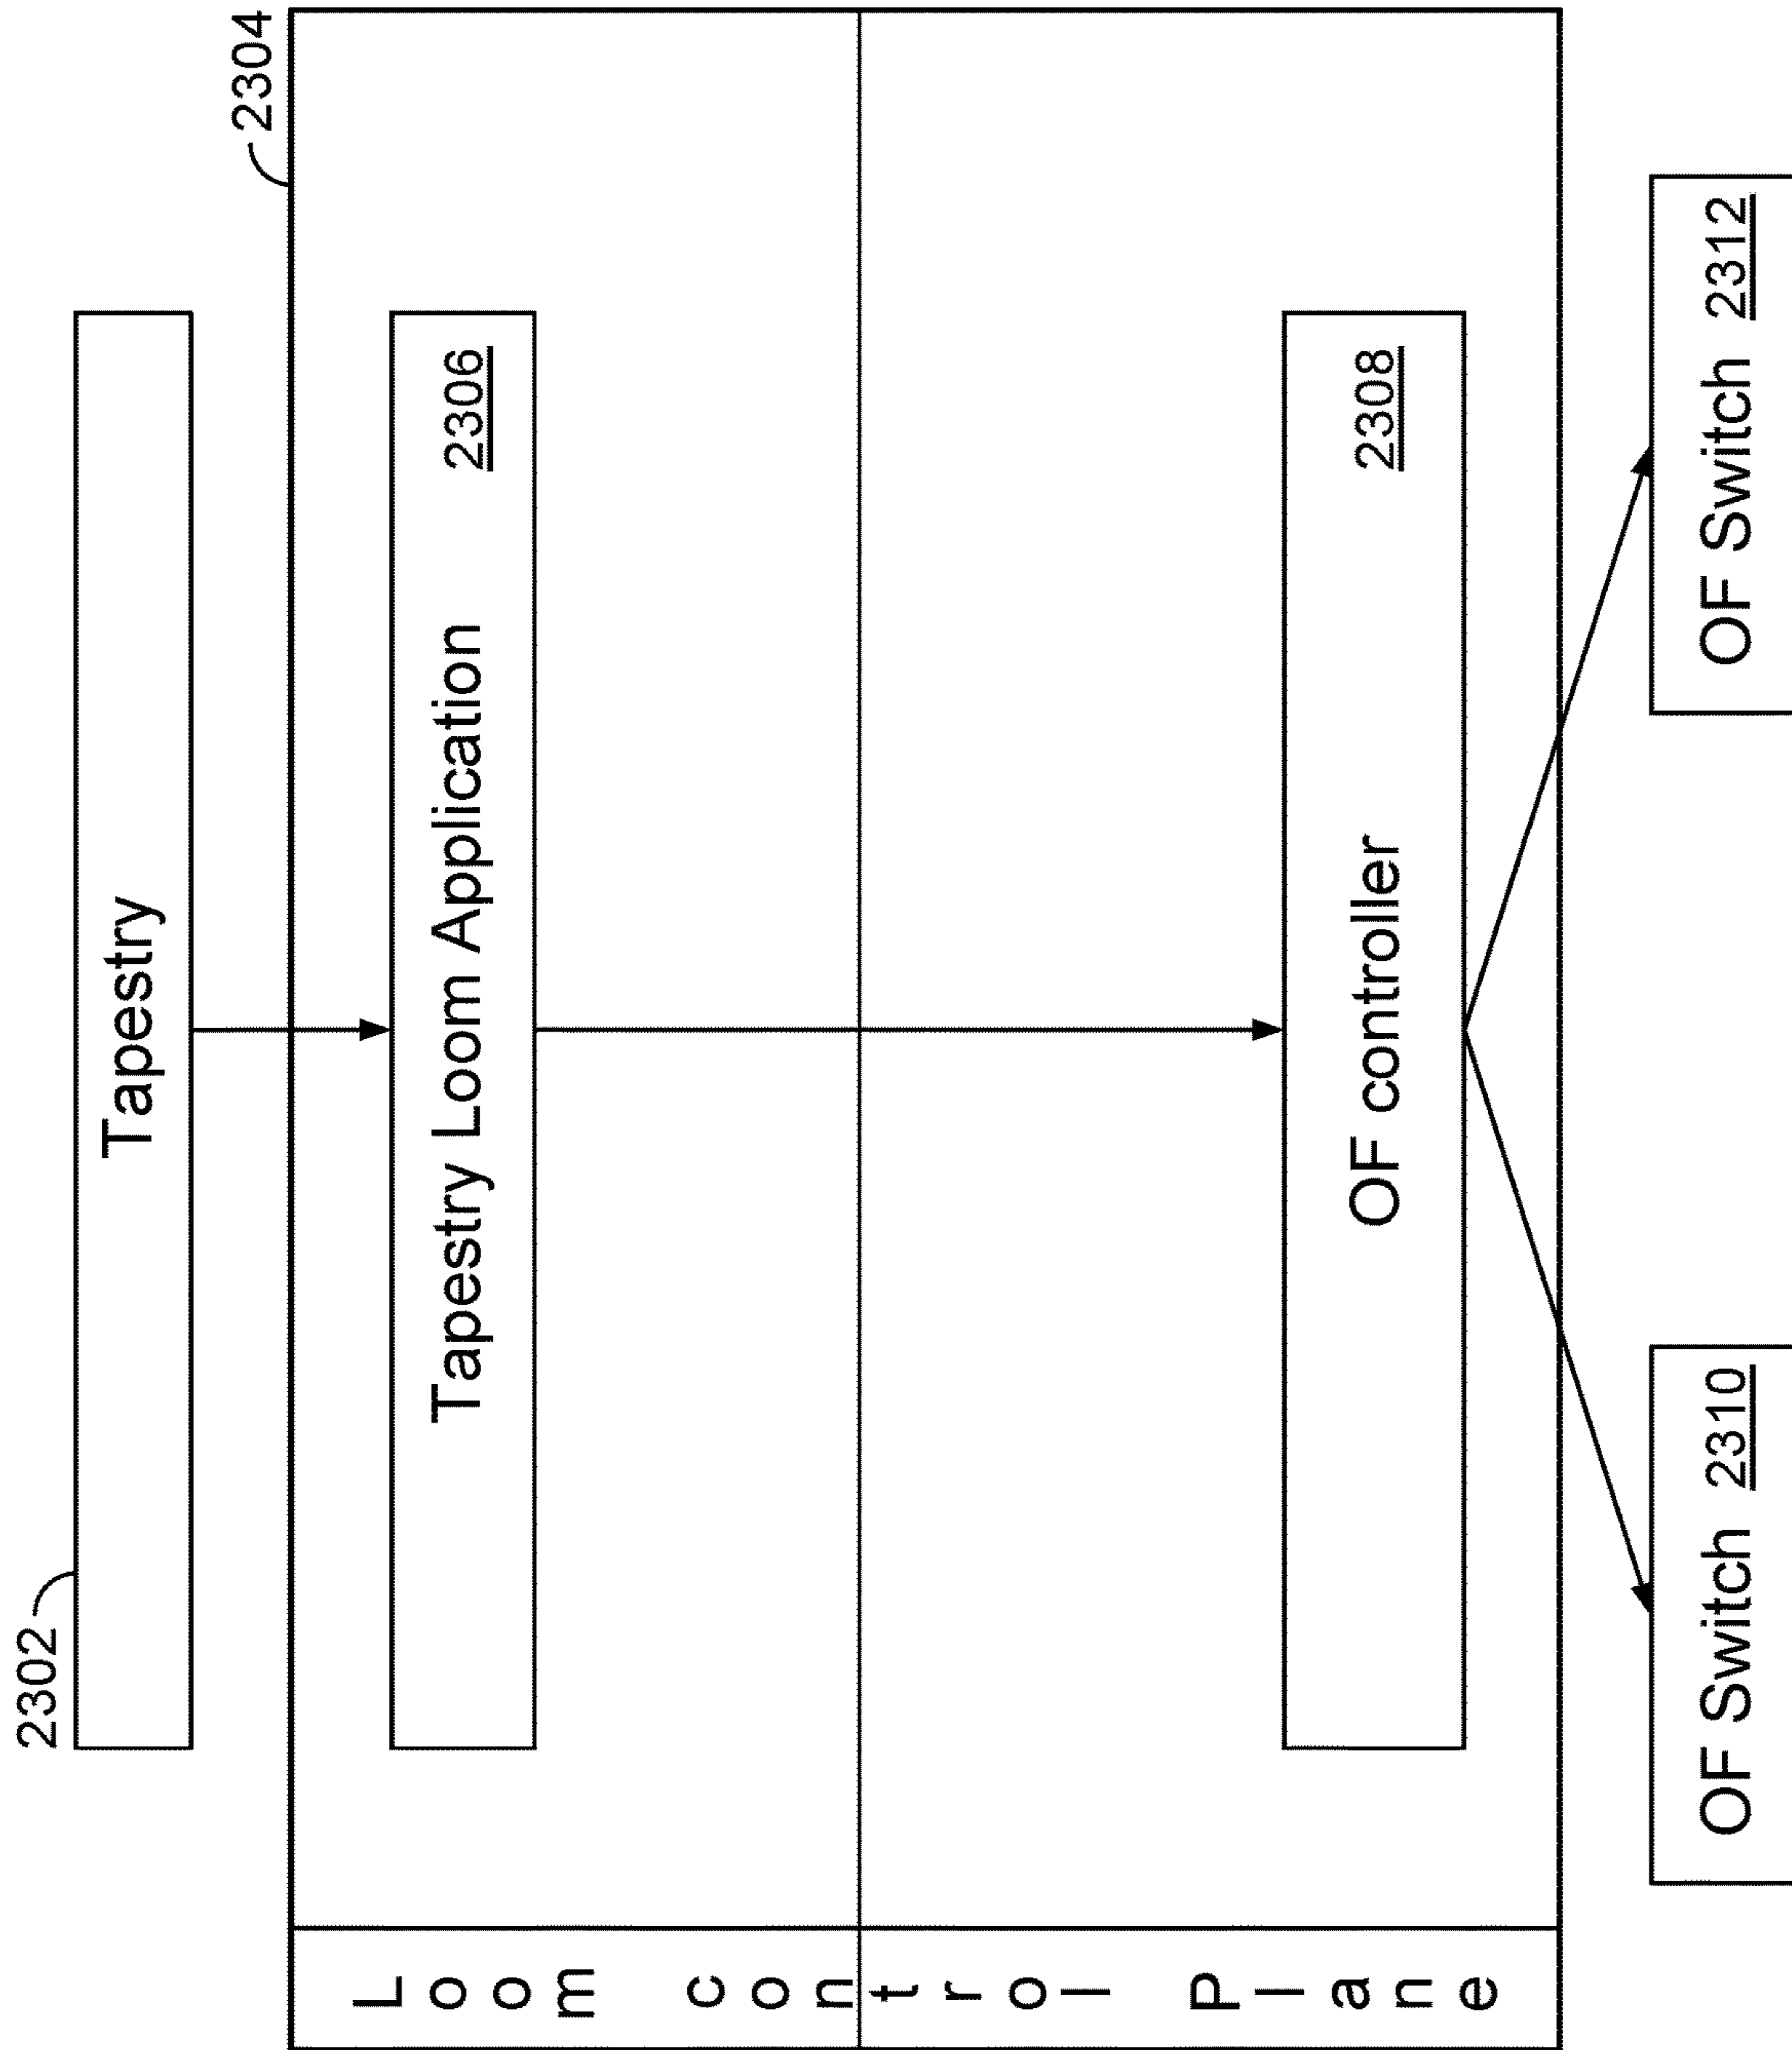 2302
Tapestry
2304
Tapestry Loom Application 2306
Loom control Plane
OF controller 2308
OF Switch 2310
OF Switch 2312